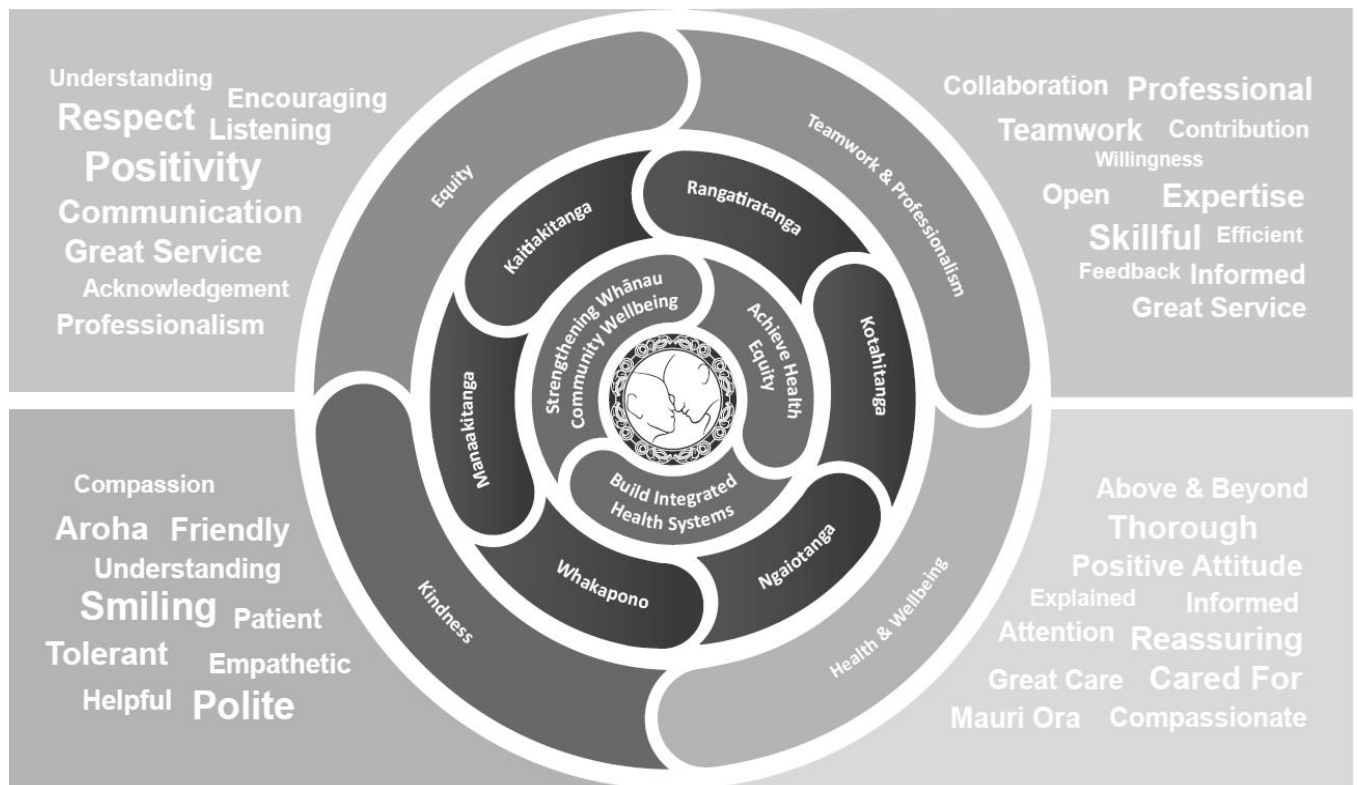 Understanding
Encouraging
Respect
Listening
Positivity
Communication
Great Service
Acknowledgement
Professionalism
Collaboration
Professional
Teamwork
Contribution
Willingness
Open
Expertise
Skillful
Efficient
Feedback
Informed
Great Service
Equity
Teamwork & Professionalism
Kaitiakitanga
Rangatiratanga
Kotahitanga
Ngaiotanga
Whakapono
Manaakitanga
Strengthening Whānau
Community Wellbeing
Achieve Health
Equity
Build Integrated
Health Systems
Kindness
Health & Wellbeing
Compassion
Aroha
Friendly
Understanding
Smiling
Patient
Tolerant
Empathetic
Helpful
Polite
Above & Beyond
Thorough
Positive Attitude
Explained
Informed
Attention
Reassuring
Great Care
Cared For
Mauri Ora
Compassionate